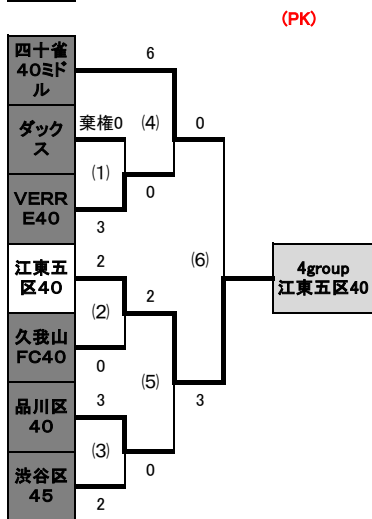 (PK)
四十雀
40ミド
ル
6
ダック
ス
棄権0
(4)
0
(1)
VERR
E40
0
3
江東五
区40
2
(6)
4group
江東五区40
(2)
2
久我山
FC40
0
(5)
品川区
40
3
3
(3)
0
渋谷区
45
2